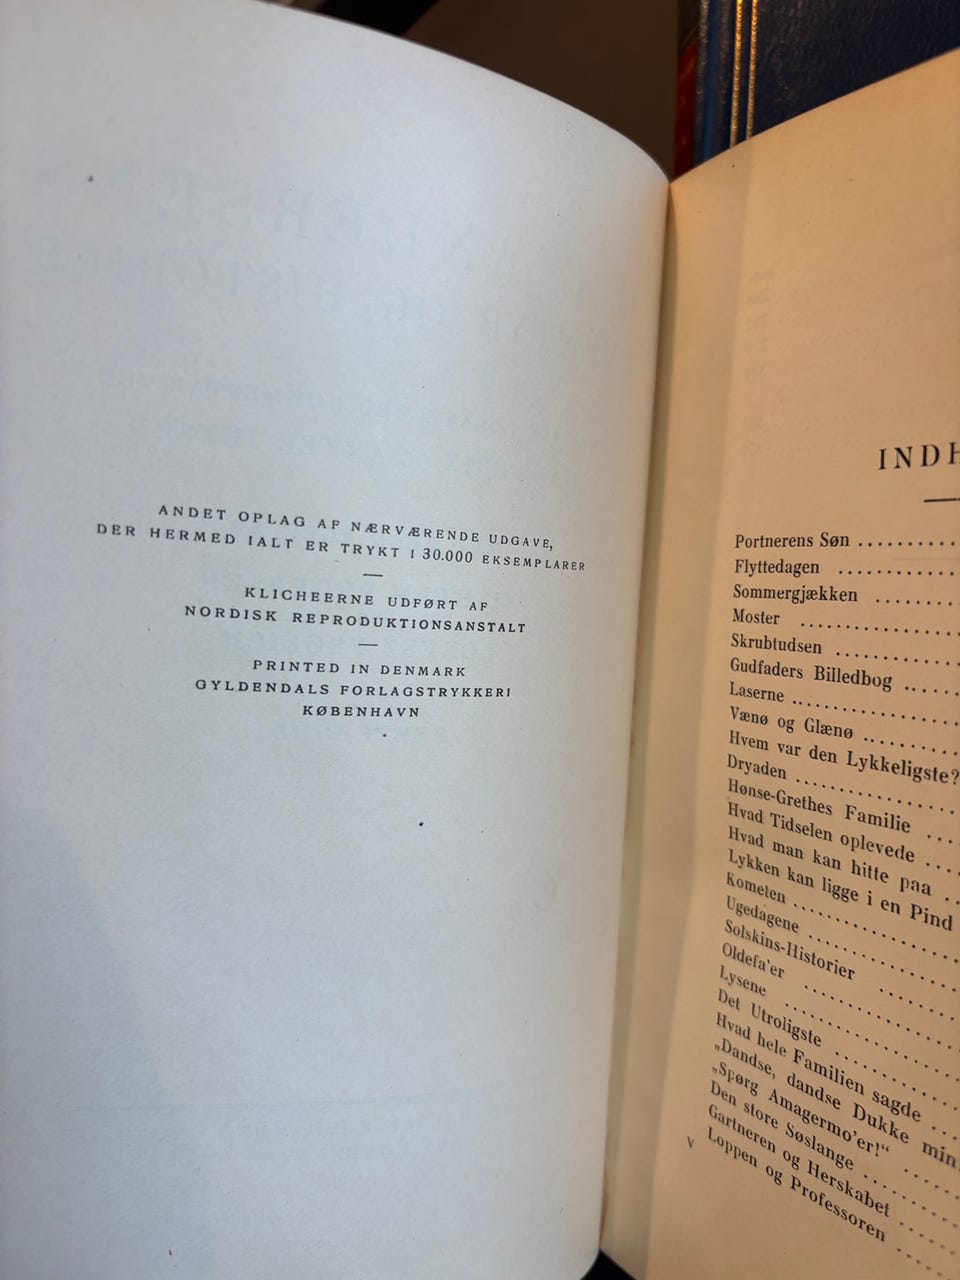 ANDET OPLAG AF NÆRVÆRENDE UDGAVE,
DER HERMED IALT ER TRYKT I 30.000 EKSEMPLARER
KLICHEERNE UDFØRT AF
NORDISK REPRODUKTIONSANSTALT
PRINTED IN DENMARK
GYLDENDALS FORLAGSTRYKKERI
KØBENHAVN
INDH
Portnerens Søn ..........
Flyttedagen ..........
Sommergjækken ........
Moster ..............
Skrubtudsen ..........
Gudfaders Billedbog .....
Laserne ..............
Vænø og Glænø ........
Hvem var den Lykkeligste?
Dryaden ..............
Hønse-Grethes Familie ...
Hvad Tidselen oplevede ....
Hvad man kan hitte paa ..
Lykken kan ligge i en Pind
Kometen ..............
Ugedagene ............
Solskins-Historier ......
Oldefa'er ............
Lysene ..............
Det Utroligste ..........
Hvad hele Familien sagde ...
„Dandse, dandse Dukke min
„Spørg Amagermo'er!“ ....
Den store Søslange .......
Gartneren og Herskabet ....
Loppen og Professoren ....
V